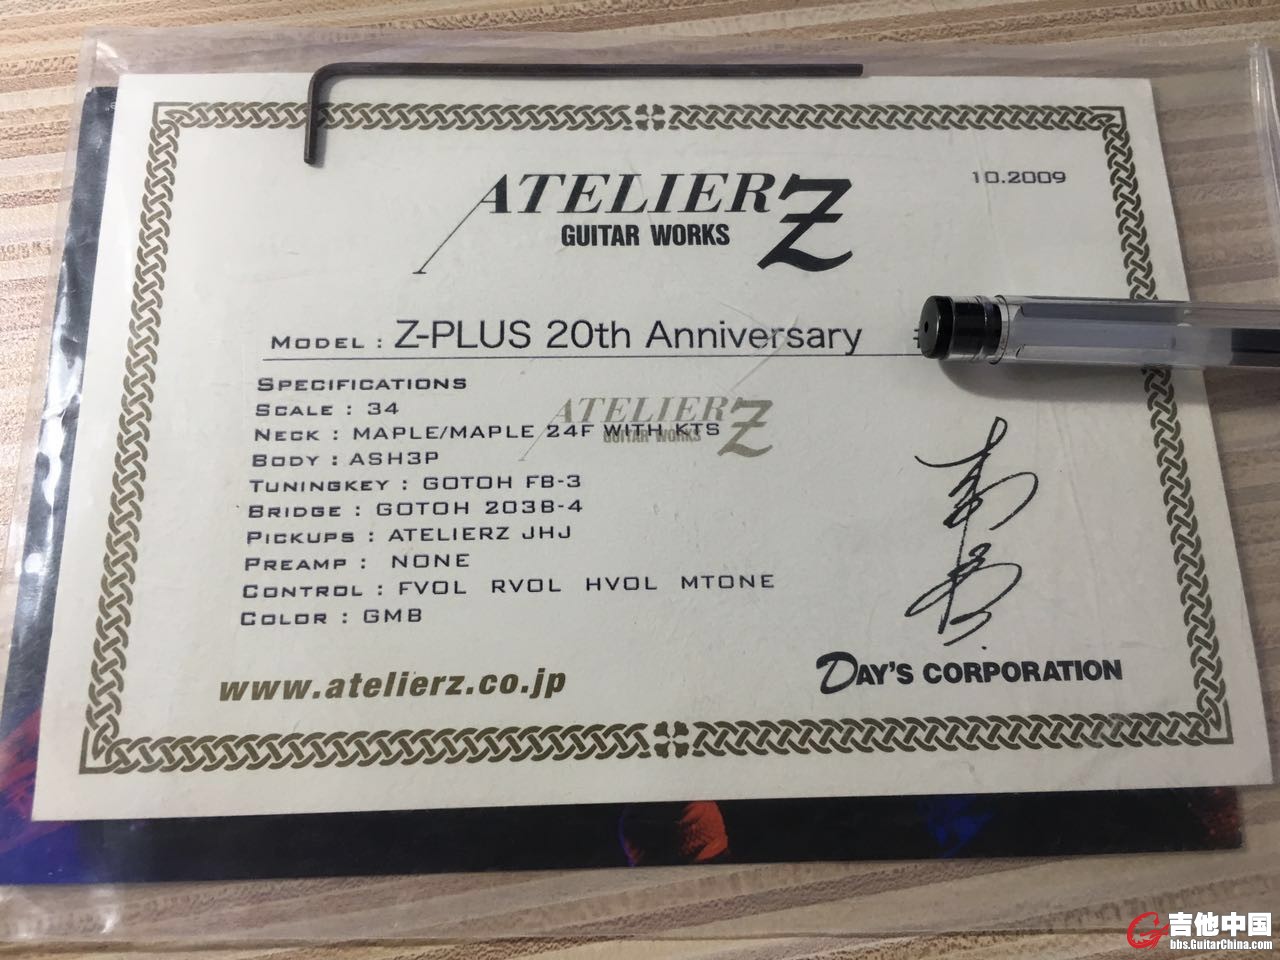 ATELIER Z
GUITAR WORKS
10.2009
MODEL : Z-PLUS 20th Anniversary
SPECIFICATIONS
SCALE : 34
ATELIER Z
GUITAR WORKS
NECK : MAPLE/MAPLE 24F WITH KTS
BODY : ASH3P
TUNINGKEY : GOTOH FB-3
BRIDGE : GOTOH 203B-4
PICKUPS : ATELIERZ JHJ
PREAMP : NONE
CONTROL : FVOL RVOL HVOL MTONE
COLOR : GMB
www.atelierz.co.jp
DAY'S CORPORATION
吉他中国
bbs.GuitarChina.com